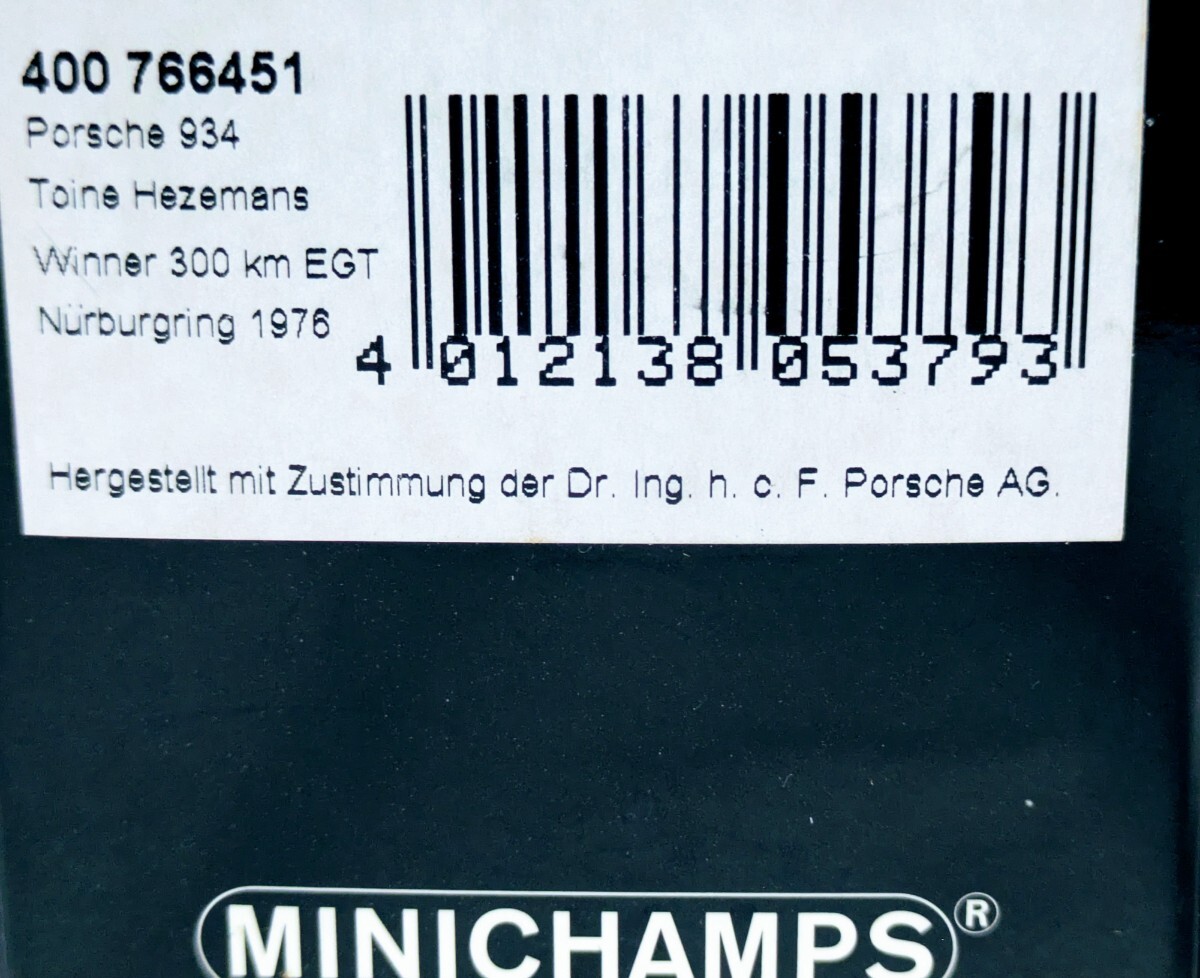 400 766451
Porsche 934
Toine Hezemans
Winner 300 km EGT
Nürburgring 1976
4 012138 053793
Hergestellt mit Zustimmung der Dr. Ing. h. c. F. Porsche AG.
MINICHAMPS®